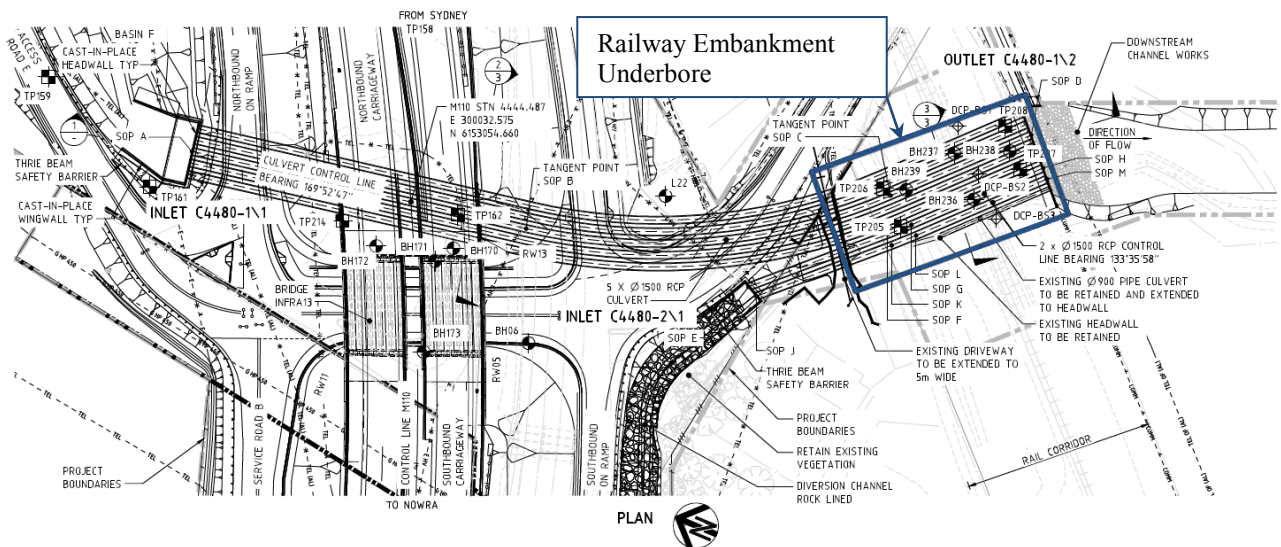 FROM SYDNEY
TP158
Railway Embankment
Underbore
OUTLET C4480-1\2
DOWNSTREAM
CHANNEL WORKS
SOP D
BASIN F
CAST-IN-PLACE
HEADWALL TYP
ACCESS
ROAD E
TP159
NORTHBOUND
ON RAMP
NORTHBOUND
CARRIAGEWAY
2
3
M110 STN 4444.487
E 300032.575
N 6153054.660
3
3
TP208
DIRECTION
OF FLOW
1
SOP A
TANGENT POINT
SOP C
BH237
BH238
SOP H
SOP M
THRIE BEAM
SAFETY BARRIER
CULVERT CONTROL LINE
BEARING 169°52'47"
TANGENT POINT
SOP B
L22
BH239
TP206
BH236
DCP-BS2
DCP-BS3
CAST-IN-PLACE
WINGWALL TYP
TP161
INLET C4480-1\1
TP214
TP162
TP205
BH172
BH171
BH170
RW13
2 x Ø1500 RCP CONTROL
LINE BEARING 133°35'58"
BRIDGE
INFRA13
5 X Ø1500 RCP
CULVERT
SOP L
SOP G
SOP K
SOP F
EXISTING Ø900 PIPE CULVERT
TO BE RETAINED AND EXTENDED
TO HEADWALL
EXISTING HEADWALL
TO BE RETAINED
INLET C4480-2\1
BH173
BH06
SOP E
SOP J
EXISTING DRIVEWAY
TO BE EXTENDED TO
5m WIDE
THRIE BEAM
SAFETY BARRIER
RW11
RW05
PROJECT
BOUNDARIES
SERVICE ROAD B
CONTROL LINE M110
SOUTHBOUND
CARRIAGEWAY
SOUTHBOUND
ON RAMP
PROJECT
BOUNDARIES
RETAIN EXISTING
VEGETATION
DIVERSION CHANNEL
ROCK LINED
RAIL CORRIDOR
TO NOWRA
PLAN